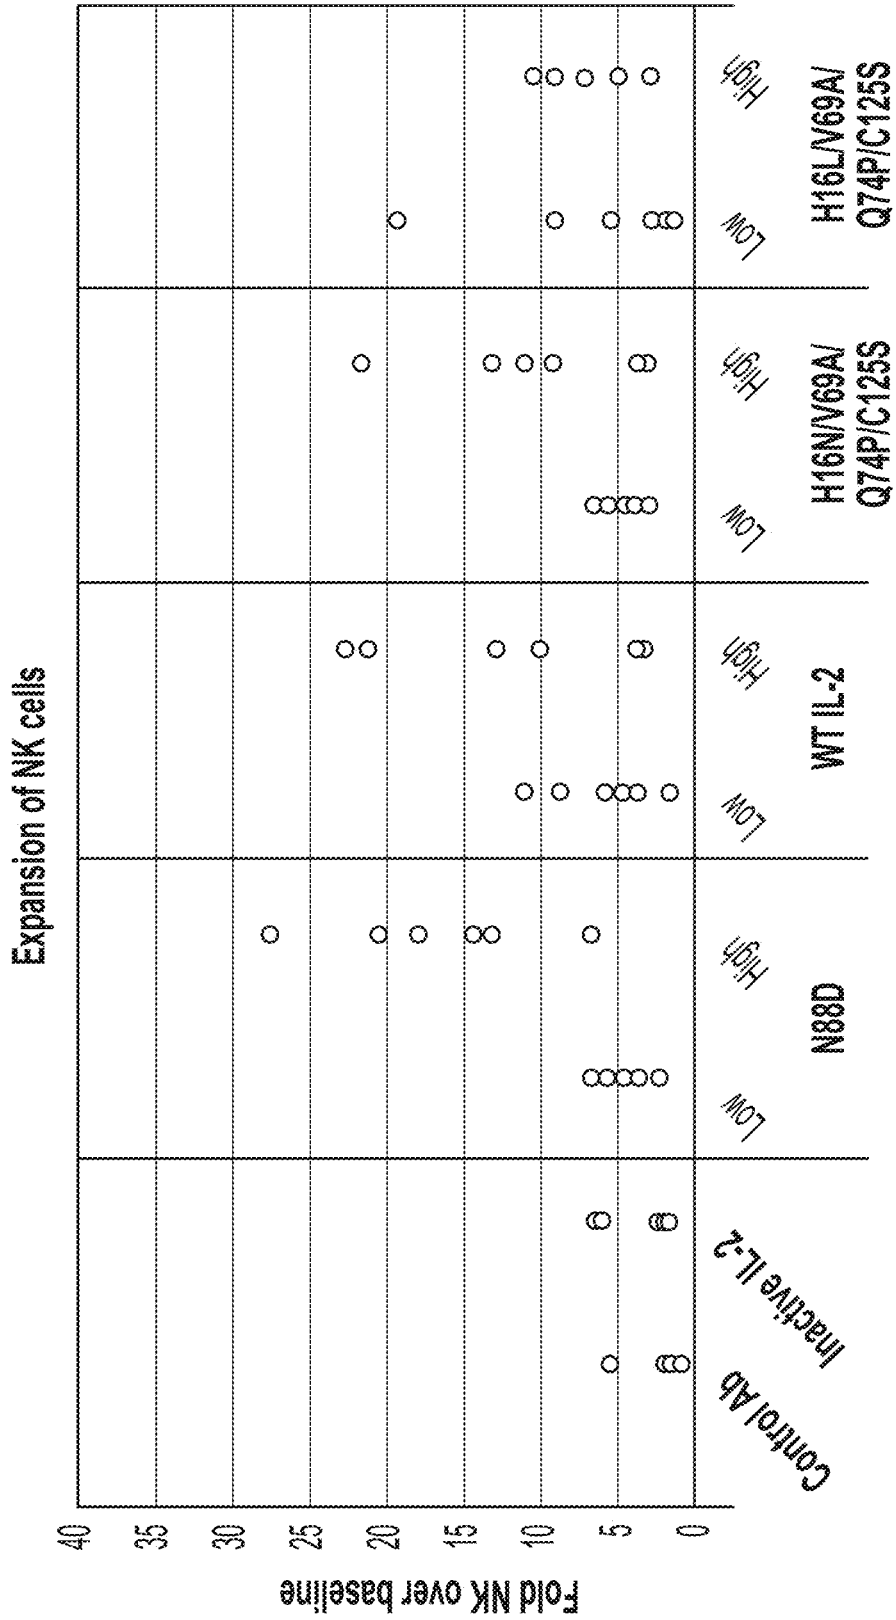 Expansion of NK cells
Fold NK over baseline
40
35
30
25
20
15
10
5
0
Control Ab
Inactive IL-2
Low
High
Low
High
Low
High
Low
High
N88D
WT IL-2
H16N/V69A/
Q74P/C125S
H16L/V69A/
Q74P/C125S